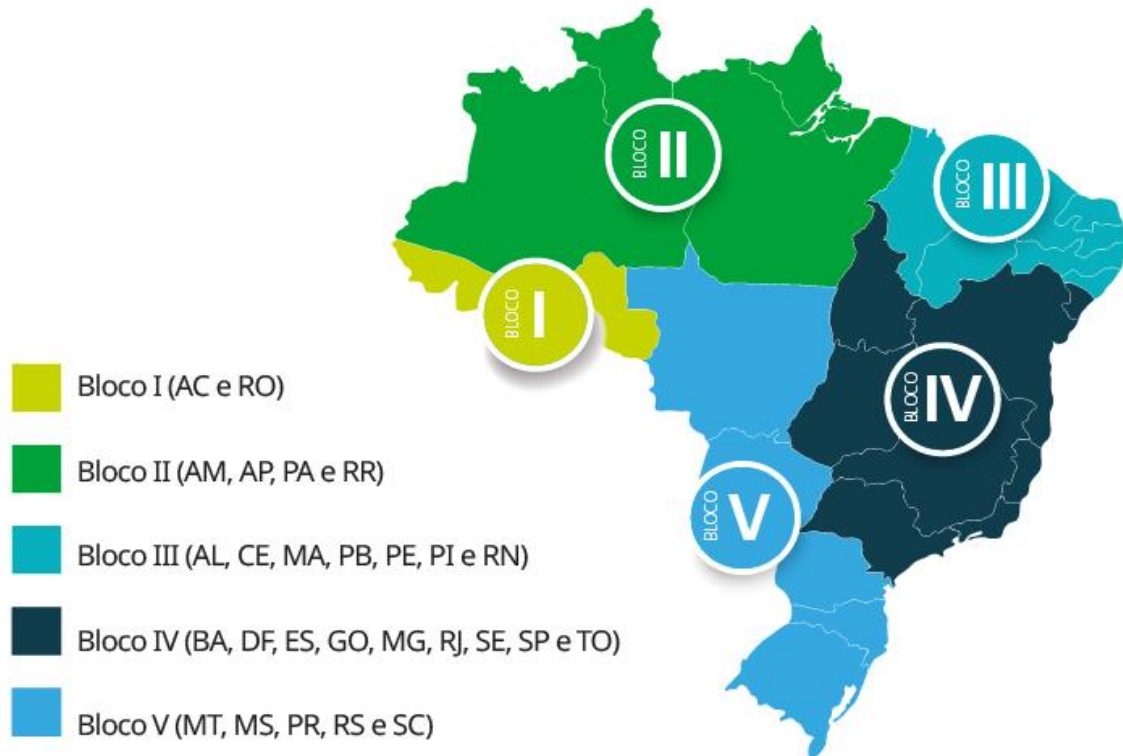 BLOCO II
BLOCO III
BLOCO I
BLOCO IV
BLOCO V
Bloco I (AC e RO)
Bloco II (AM, AP, PA e RR)
Bloco III (AL, CE, MA, PB, PE, PI e RN)
Bloco IV (BA, DF, ES, GO, MG, RJ, SE, SP e TO)
Bloco V (MT, MS, PR, RS e SC)